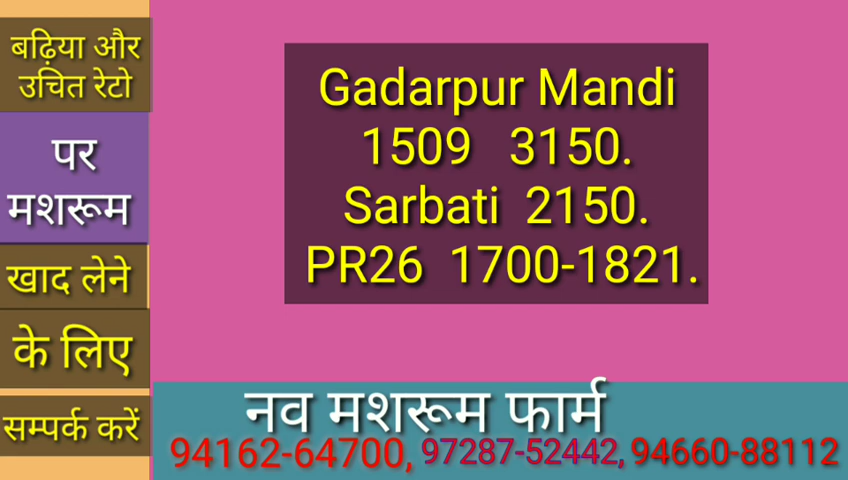 बढ़िया और
उचित रेटो
पर
मशरूम
खाद लेने
के लिए
सम्पर्क करें
Gadarpur Mandi
1509 3150.
Sarbati 2150.
PR26 1700-1821.
नव मशरूम फार्म
94162-64700, 97287-52442, 94660-88112